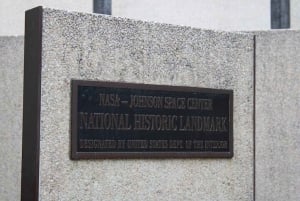 NASA – JOHNSON SPACE CENTER
NATIONAL HISTORIC LANDMARK
DESIGNATED BY UNITED STATES DEPT. OF THE INTERIOR